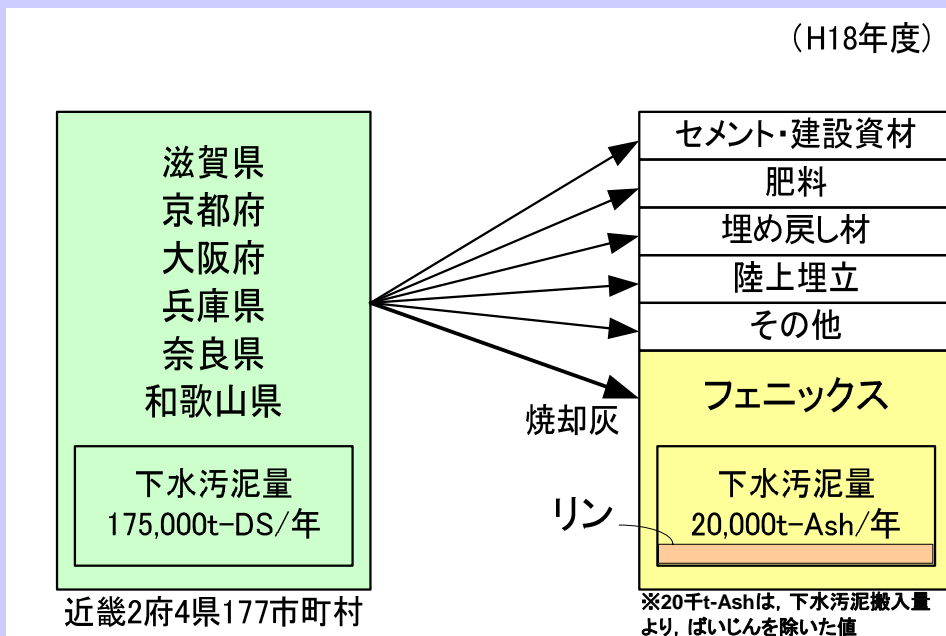 （H18年度）
滋賀県
京都府
大阪府
兵庫県
奈良県
和歌山県
下水汚泥量
175,000t-DS/年
近畿2府4県177市町村
焼却灰
リン
セメント・建設資材
肥料
埋め戻し材
陸上埋立
その他
フェニックス
下水汚泥量
20,000t-Ash/年
※20千t-Ashは，下水汚泥搬入量
より，ばいじんを除いた値